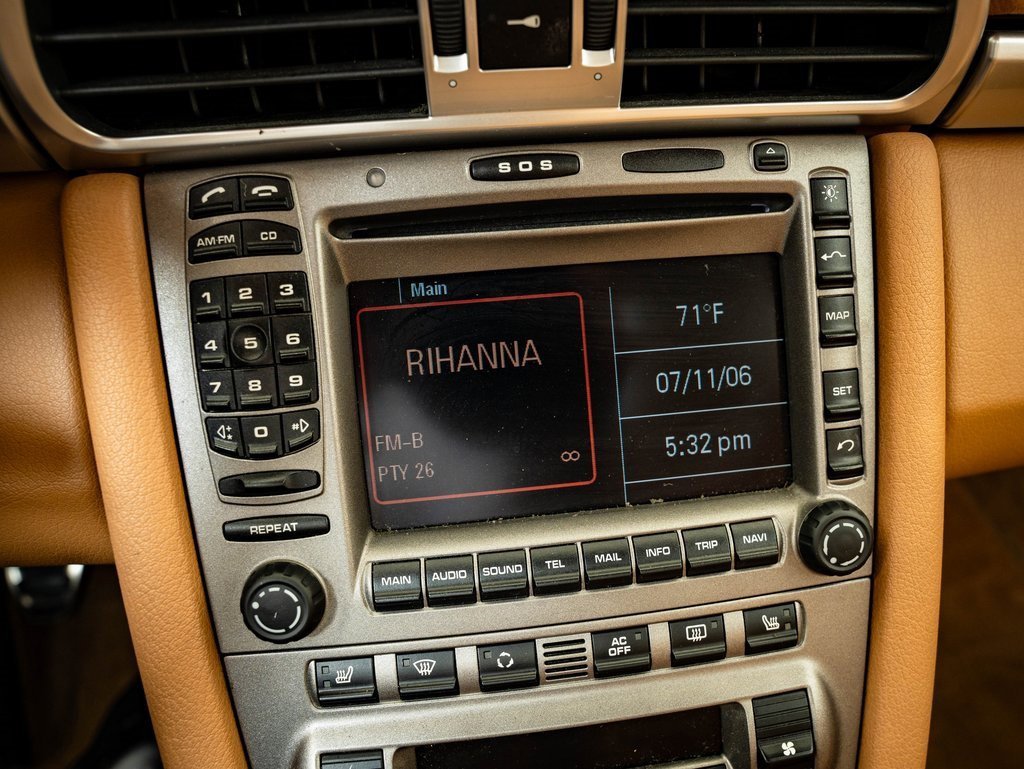 SOS
AM·FM CD
1 2 3
4 5 6
7 8 9
* 0 #
REPEAT
Main
RIHANNA
FM-B
PTY 26
71°F
07/11/06
5:32 pm
MAP
SET
MAIN AUDIO SOUND TEL MAIL INFO TRIP NAVI
AC
OFF